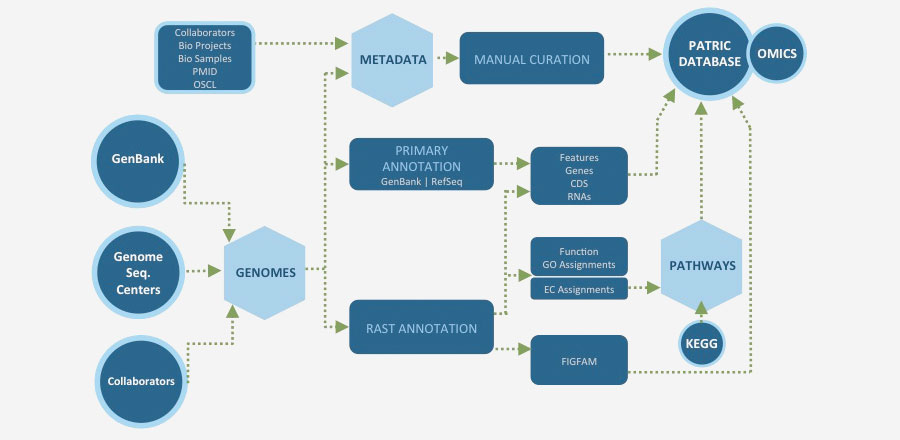 Collaborators
Bio Projects
Bio Samples
PMID
OSCL
METADATA
MANUAL CURATION
PATRIC
DATABASE
OMICS
GenBank
PRIMARY
ANNOTATION
GenBank | RefSeq
Features
Genes
CDS
RNAs
Genome
Seq.
Centers
GENOMES
Function
GO Assignments
EC Assignments
PATHWAYS
RAST ANNOTATION
KEGG
FIGFAM
Collaborators